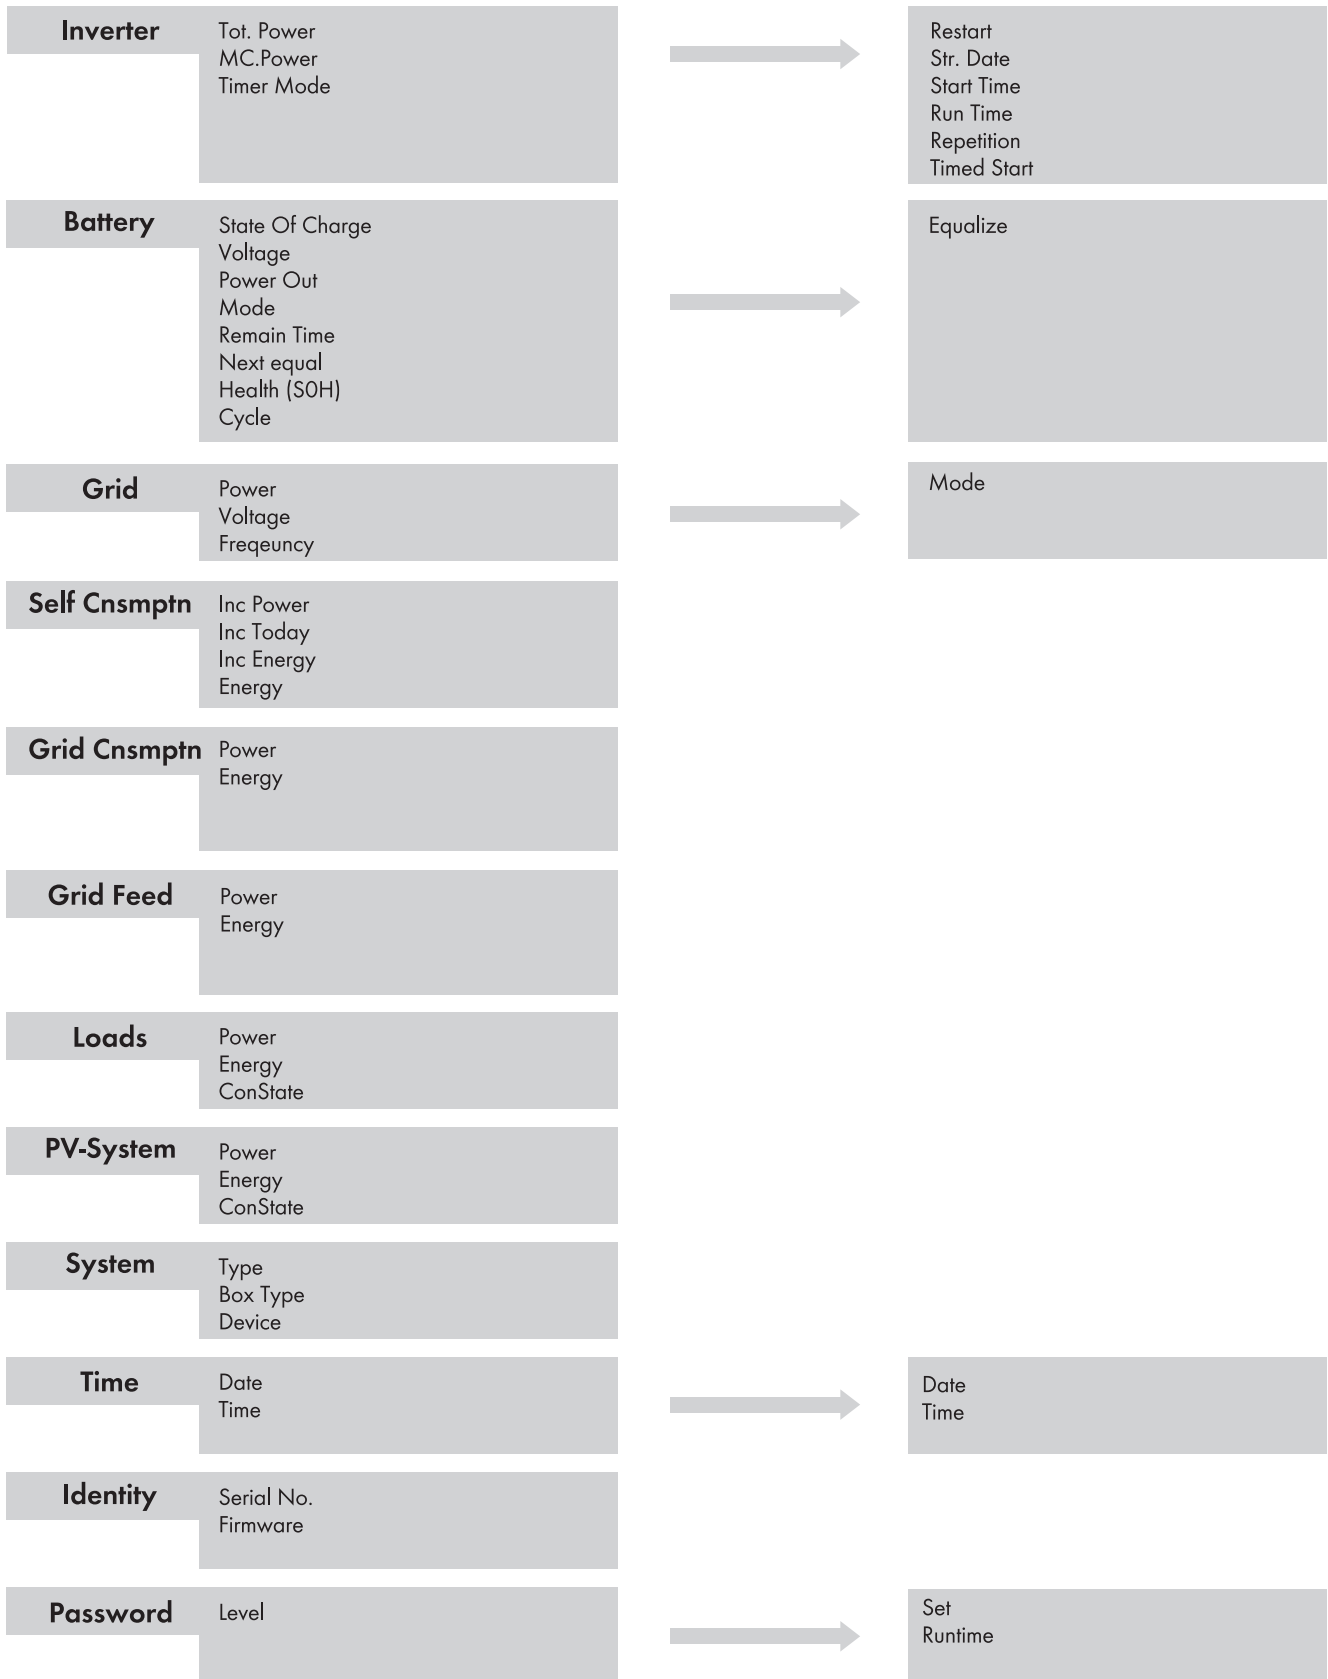 Inverter
Tot. Power
MC.Power
Timer Mode
Restart
Str. Date
Start Time
Run Time
Repetition
Timed Start
Battery
State Of Charge
Voltage
Power Out
Mode
Remain Time
Next equal
Health (S0H)
Cycle
Equalize
Grid
Power
Voltage
Freqeuncy
Mode
Self Cnsmptn
Inc Power
Inc Today
Inc Energy
Energy
Grid Cnsmptn
Power
Energy
Grid Feed
Power
Energy
Loads
Power
Energy
ConState
PV-System
Power
Energy
ConState
System
Type
Box Type
Device
Time
Date
Time
Date
Time
Identity
Serial No.
Firmware
Password
Level
Set
Runtime